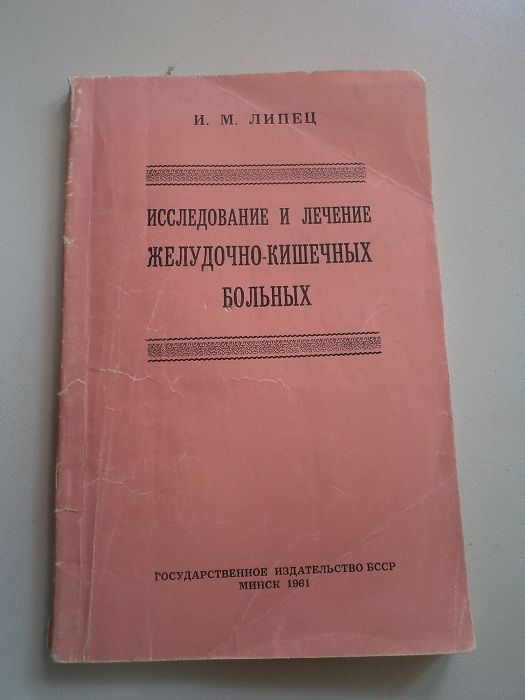 И. М. ЛИПЕЦ
ИССЛЕДОВАНИЕ И ЛЕЧЕНИЕ
ЖЕЛУДОЧНО-КИШЕЧНЫХ
БОЛЬНЫХ
ГОСУДАРСТВЕННОЕ ИЗДАТЕЛЬСТВО БССР
МИНСК 1961